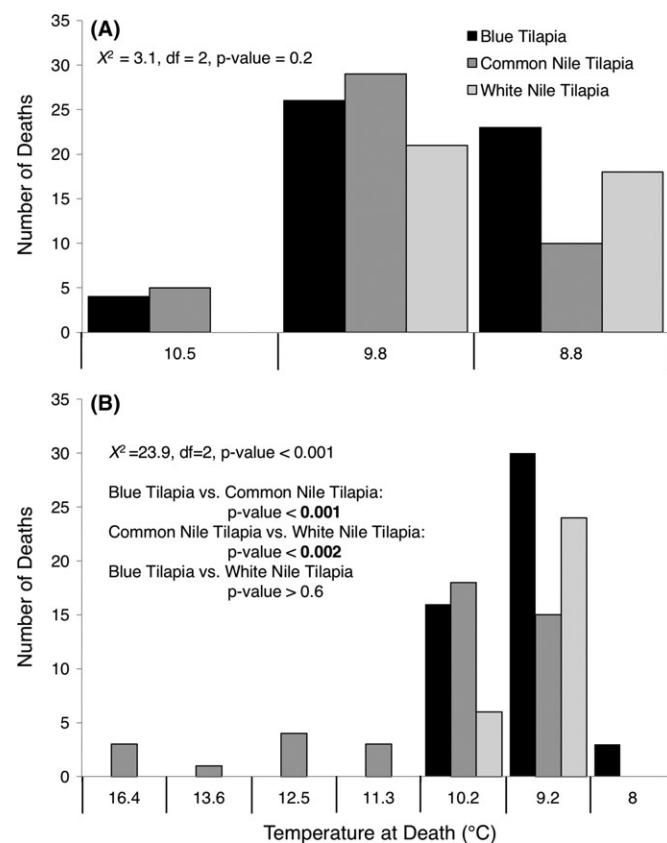 (A)
X² = 3.1, df = 2, p-value = 0.2
Blue Tilapia
Common Nile Tilapia
White Nile Tilapia
Number of Deaths
35
30
25
20
15
10
5
0
10.5 9.8 8.8
(B)
X² =23.9, df=2, p-value < 0.001
Blue Tilapia vs. Common Nile Tilapia:
p-value < 0.001
Common Nile Tilapia vs. White Nile Tilapia:
p-value < 0.002
Blue Tilapia vs. White Nile Tilapia
p-value > 0.6
Number of Deaths
35
30
25
20
15
10
5
0
16.4 13.6 12.5 11.3 10.2 9.2 8
Temperature at Death (°C)